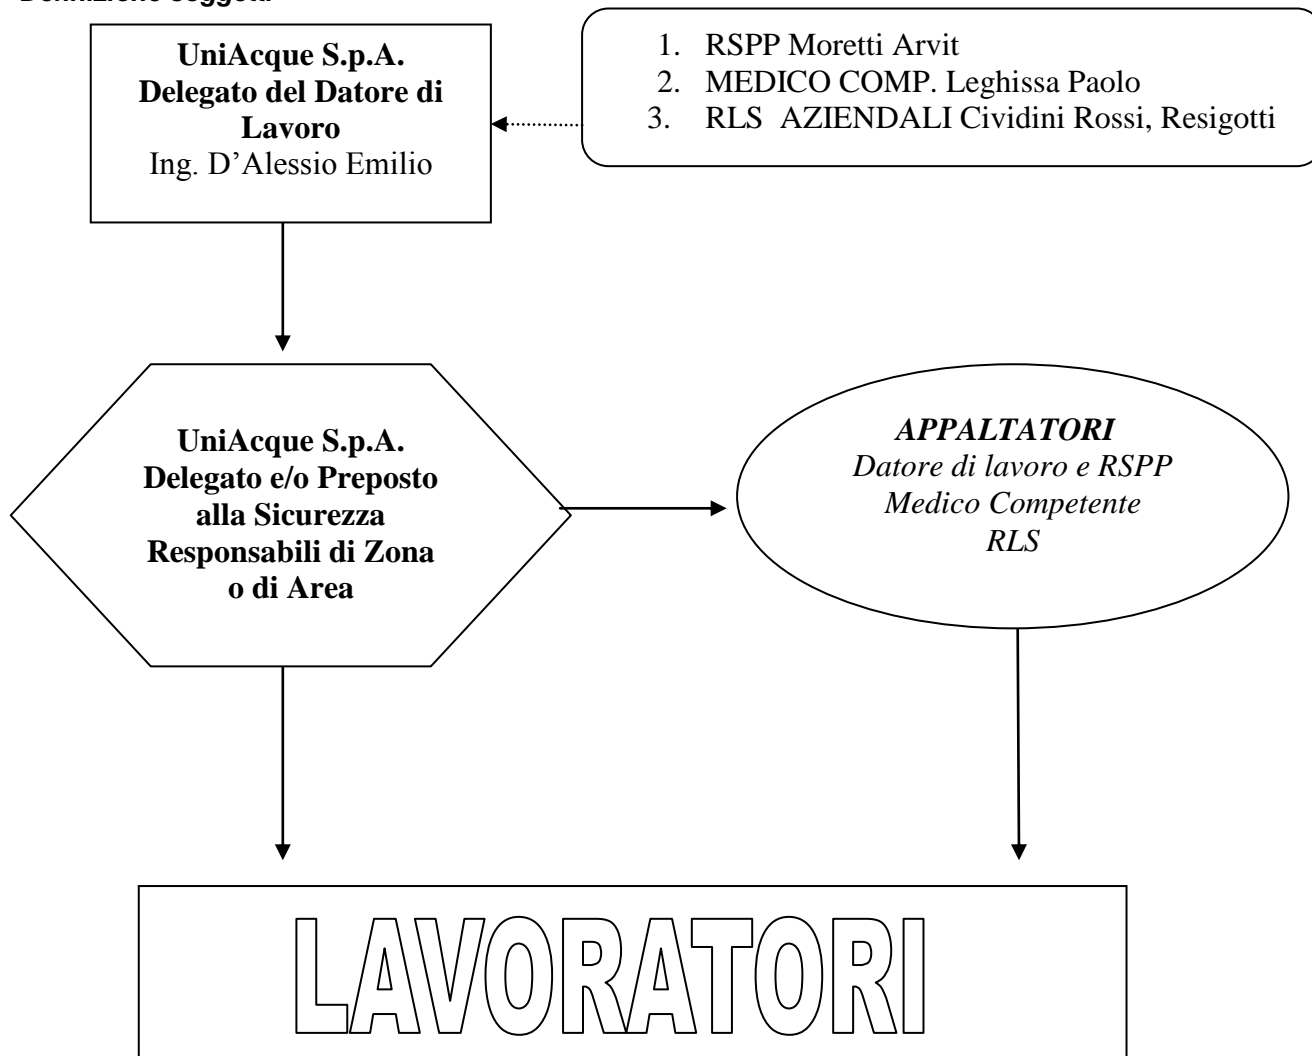 Definizione soggetti
UniAcque S.p.A.
Delegato del Datore di
Lavoro
Ing. D’Alessio Emilio
1. RSPP Moretti Arvit
2. MEDICO COMP. Leghissa Paolo
3. RLS AZIENDALI Cividini Rossi, Resigotti
UniAcque S.p.A.
Delegato e/o Preposto
alla Sicurezza
Responsabili di Zona
o di Area
APPALTATORI
Datore di lavoro e RSPP
Medico Competente
RLS
LAVORATORI